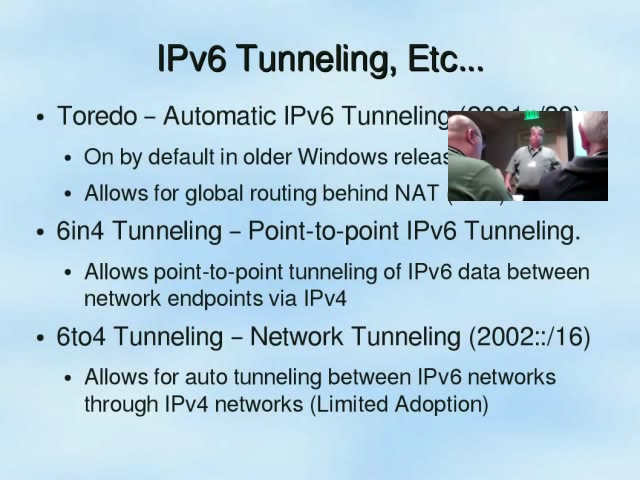 IPv6 Tunneling, Etc...
• Toredo – Automatic IPv6 Tunneling
• On by default in older Windows
• Allows for global routing behind NAT
• 6in4 Tunneling – Point-to-point IPv6 Tunneling.
• Allows point-to-point tunneling of IPv6 data between
network endpoints via IPv4
• 6to4 Tunneling – Network Tunneling (2002::/16)
• Allows for auto tunneling between IPv6 networks
through IPv4 networks (Limited Adoption)